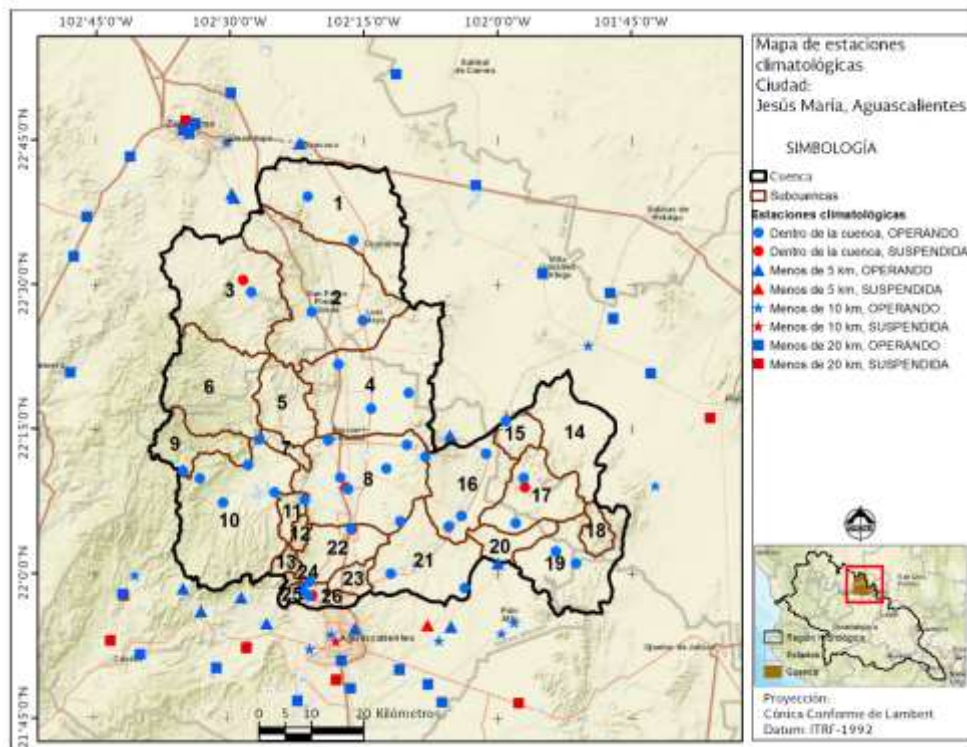 102°45'0"W 102°30'0"W 102°15'0"W 102°0'0"W 101°45'0"W
22°45'0"N
22°30'0"N
22°15'0"N
22°0'0"N
21°45'0"N
1
2
3
4
5
6
8
9
10
11
12
13
14
15
16
17
18
19
20
21
22
23
24
25
26
Aguascalientes
0 5 10 20 Kilómetros
Mapa de estaciones
climatológicas
Ciudad:
Jesús María, Aguascalientes
SIMBOLOGÍA
Cuenca
Subcuencas
Estaciones climatológicas
Dentro de la cuenca, OPERANDO
Dentro de la cuenca, SUSPENDIDA
Menos de 5 km, OPERANDO
Menos de 5 km, SUSPENDIDA
Menos de 10 km, OPERANDO
Menos de 10 km, SUSPENDIDA
Menos de 20 km, OPERANDO
Menos de 20 km, SUSPENDIDA
Región hidrológica
Estados
Cuenca
Proyección:
Cónica Conforme de Lambert
Datum: ITRF-1992